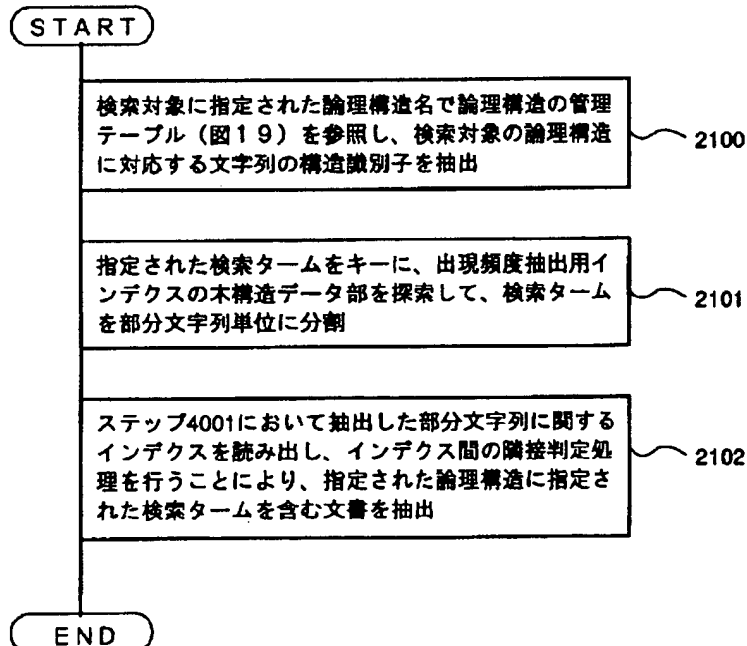 START
検索対象に指定された論理構造名で論理構造の管理
テーブル（図１９）を参照し、検索対象の論理構造
に対応する文字列の構造識別子を抽出
2100
指定された検索タームをキーに、出現頻度抽出用イ
ンデクスの木構造データ部を探索して、検索ターム
を部分文字列単位に分割
2101
ステップ4001において抽出した部分文字列に関する
インデクスを読み出し、インデクス間の隣接判定処
理を行うことにより、指定された論理構造に指定さ
れた検索タームを含む文書を抽出
2102
END